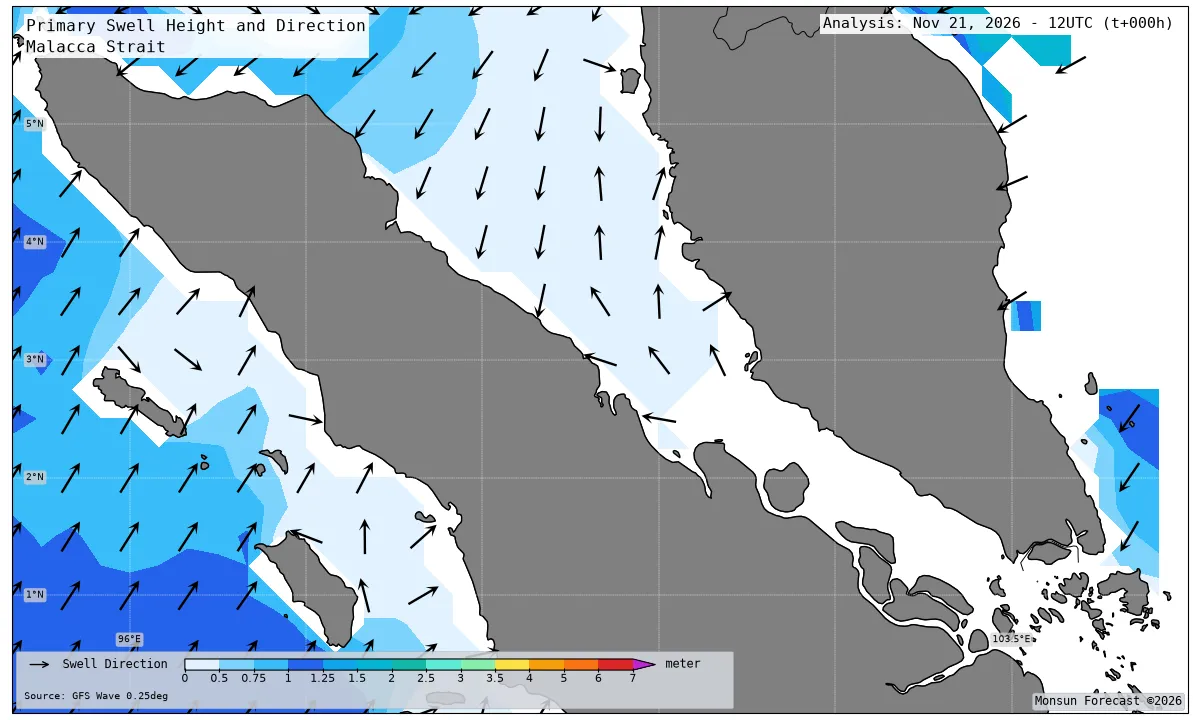 Primary Swell Height and Direction
Malacca Strait
Analysis: Nov 21, 2026 - 12UTC (t+000h)
5°N
4°N
3°N
2°N
1°N
96°E
103.5°E
Swell Direction
0 0.5 0.75 1 1.25 1.5 2 2.5 3 3.5 4 5 6 7
meter
Source: GFS Wave 0.25deg
Monsun Forecast ©2026